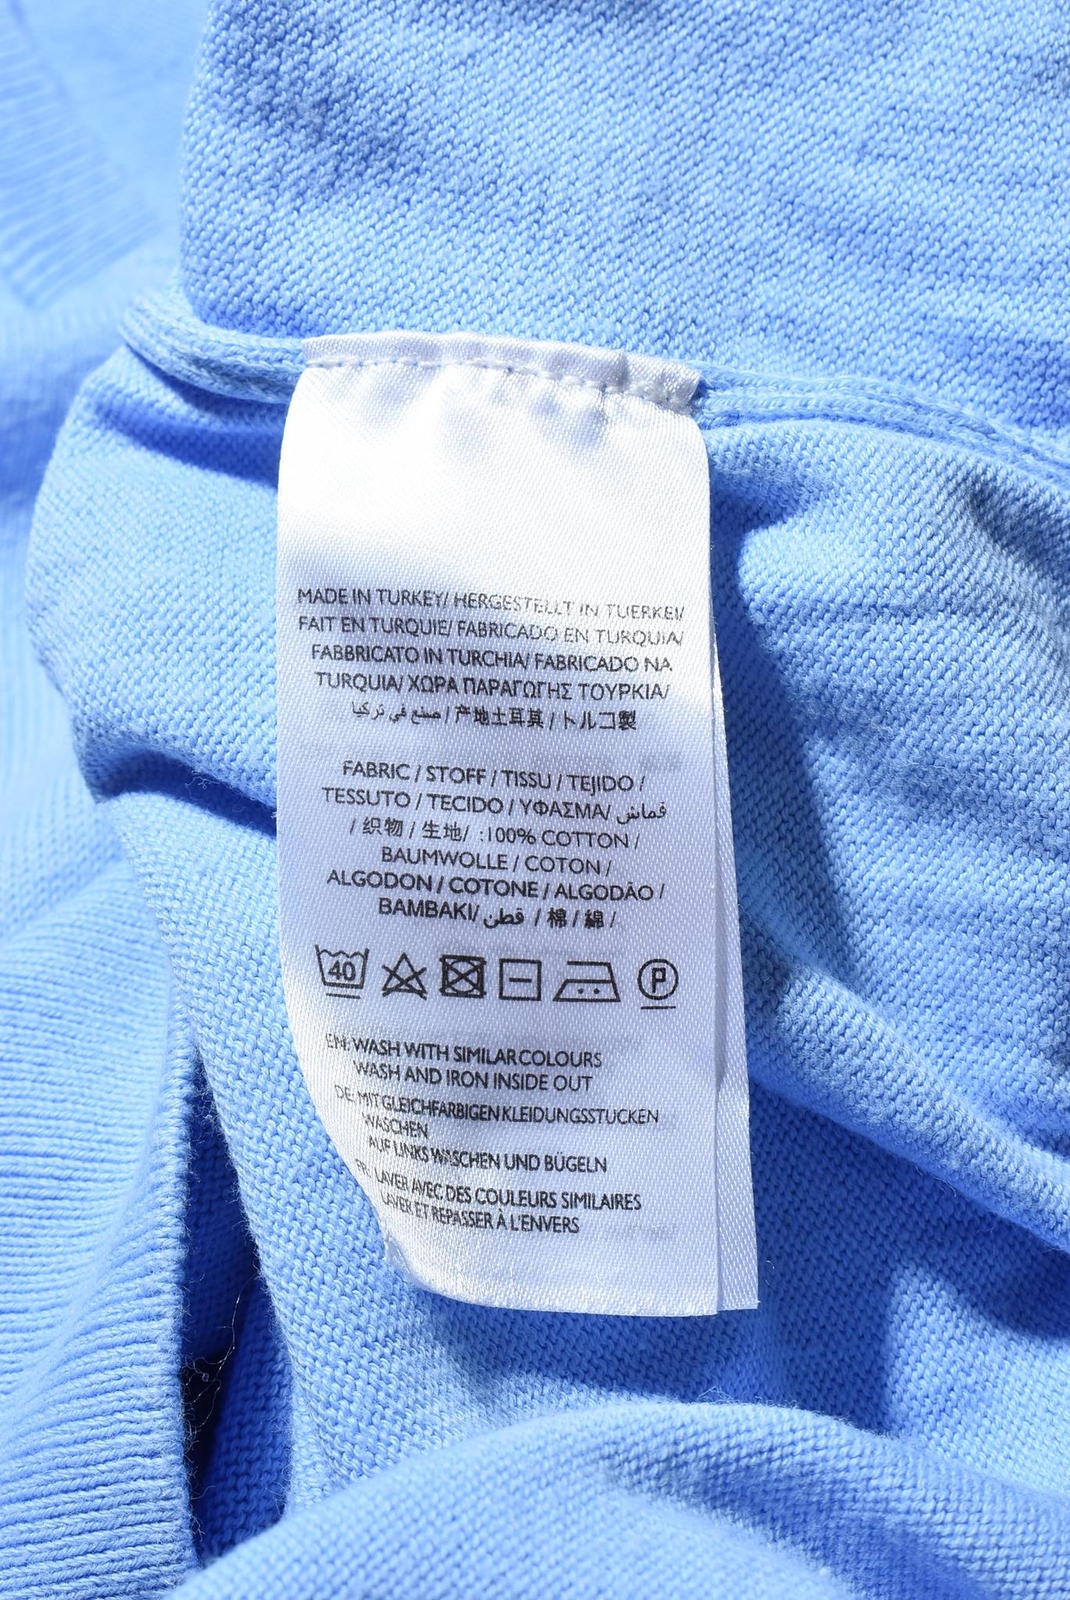 MADE IN TURKEY/ HERGESTELLT IN TUERKEI/
FAIT EN TURQUIE/ FABRICADO EN TURQUIA/
FABBRICATO IN TURCHIA/ FABRICADO NA
TURQUIA/ ΧΩΡΑ ΠΑΡΑΓΩΓΗΣ ΤΟΥΡΚΙΑ/
صنع في تركيا / 产地土耳其 / トルコ製
FABRIC / STOFF / TISSU / TEJIDO /
TESSUTO / TECIDO / ΥΦΑΣΜΑ/ قماش
/ 织物 / 生地/ :100% COTTON /
BAUMWOLLE / COTON /
ALGODON / COTONE / ALGODÃO /
BAMBAKI/ قطن / 棉 / 綿 /
40 P
EN: WASH WITH SIMILAR COLOURS
WASH AND IRON INSIDE OUT
DE: MIT GLEICHFARBIGEN KLEIDUNGSSTUCKEN
WASCHEN
AUF LINKS WASCHEN UND BÜGELN
FR: LAVER AVEC DES COULEURS SIMILAIRES
LAVER ET REPASSER À L'ENVERS